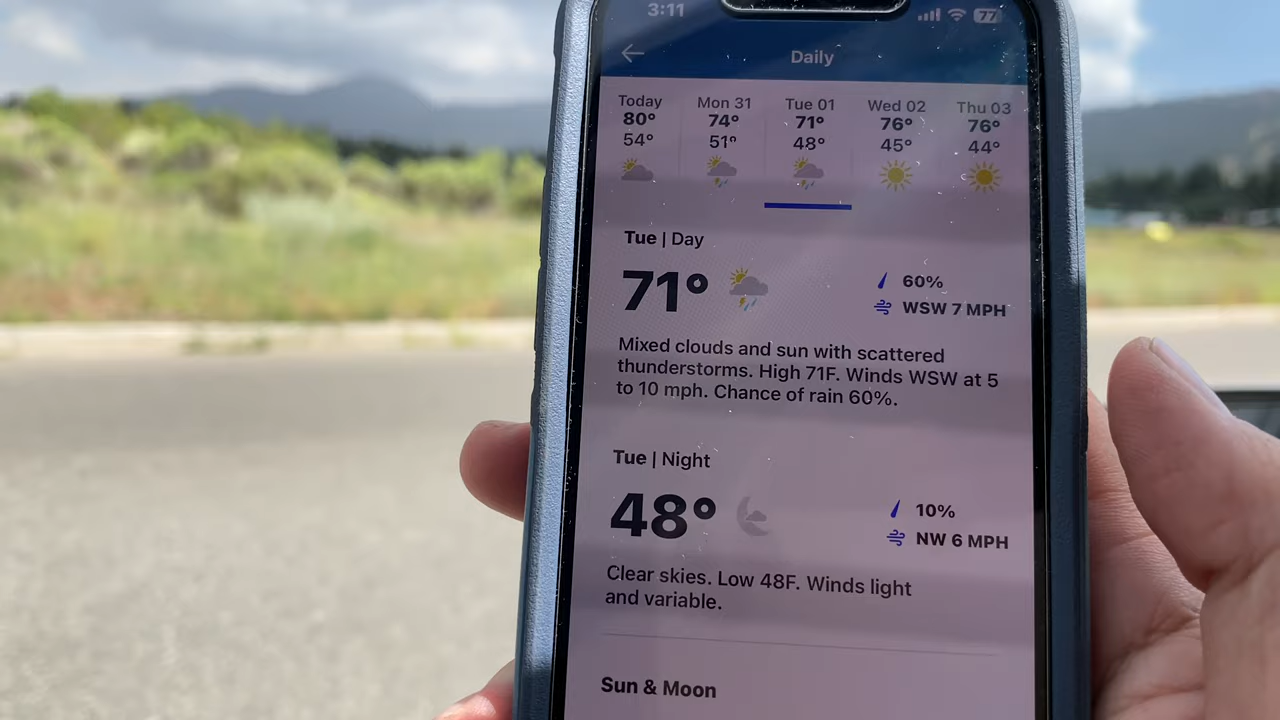 3:11 77
Daily
Today Mon 31 Tue 01 Wed 02 Thu 03
80° 74° 71° 76° 76°
54° 51° 48° 45° 44°
Tue | Day
71° 60%
WSW 7 MPH
Mixed clouds and sun with scattered
thunderstorms. High 71F. Winds WSW at 5
to 10 mph. Chance of rain 60%.
Tue | Night
48° 10%
NW 6 MPH
Clear skies. Low 48F. Winds light
and variable.
Sun & Moon